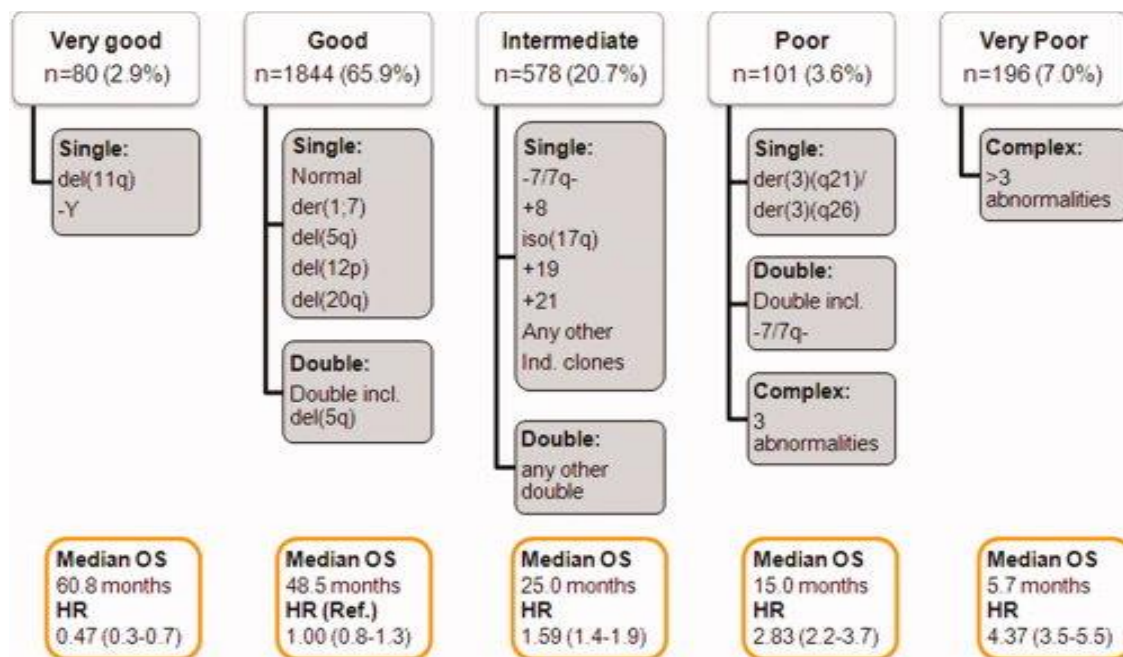 Very good
n=80 (2.9%)
Single:
del(11q)
-Y
Median OS
60.8 months
HR
0.47 (0.3-0.7)
Good
n=1844 (65.9%)
Single:
Normal
der(1;7)
del(5q)
del(12p)
del(20q)
Double:
Double incl.
del(5q)
Median OS
48.5 months
HR (Ref.)
1.00 (0.8-1.3)
Intermediate
n=578 (20.7%)
Single:
-7/7q-
+8
iso(17q)
+19
+21
Any other
Ind. clones
Double:
any other
double
Median OS
25.0 months
HR
1.59 (1.4-1.9)
Poor
n=101 (3.6%)
Single:
der(3)(q21)/
der(3)(q26)
Double:
Double incl.
-7/7q-
Complex:
3
abnormalities
Median OS
15.0 months
HR
2.83 (2.2-3.7)
Very Poor
n=196 (7.0%)
Complex:
>3
abnormalities
Median OS
5.7 months
HR
4.37 (3.5-5.5)